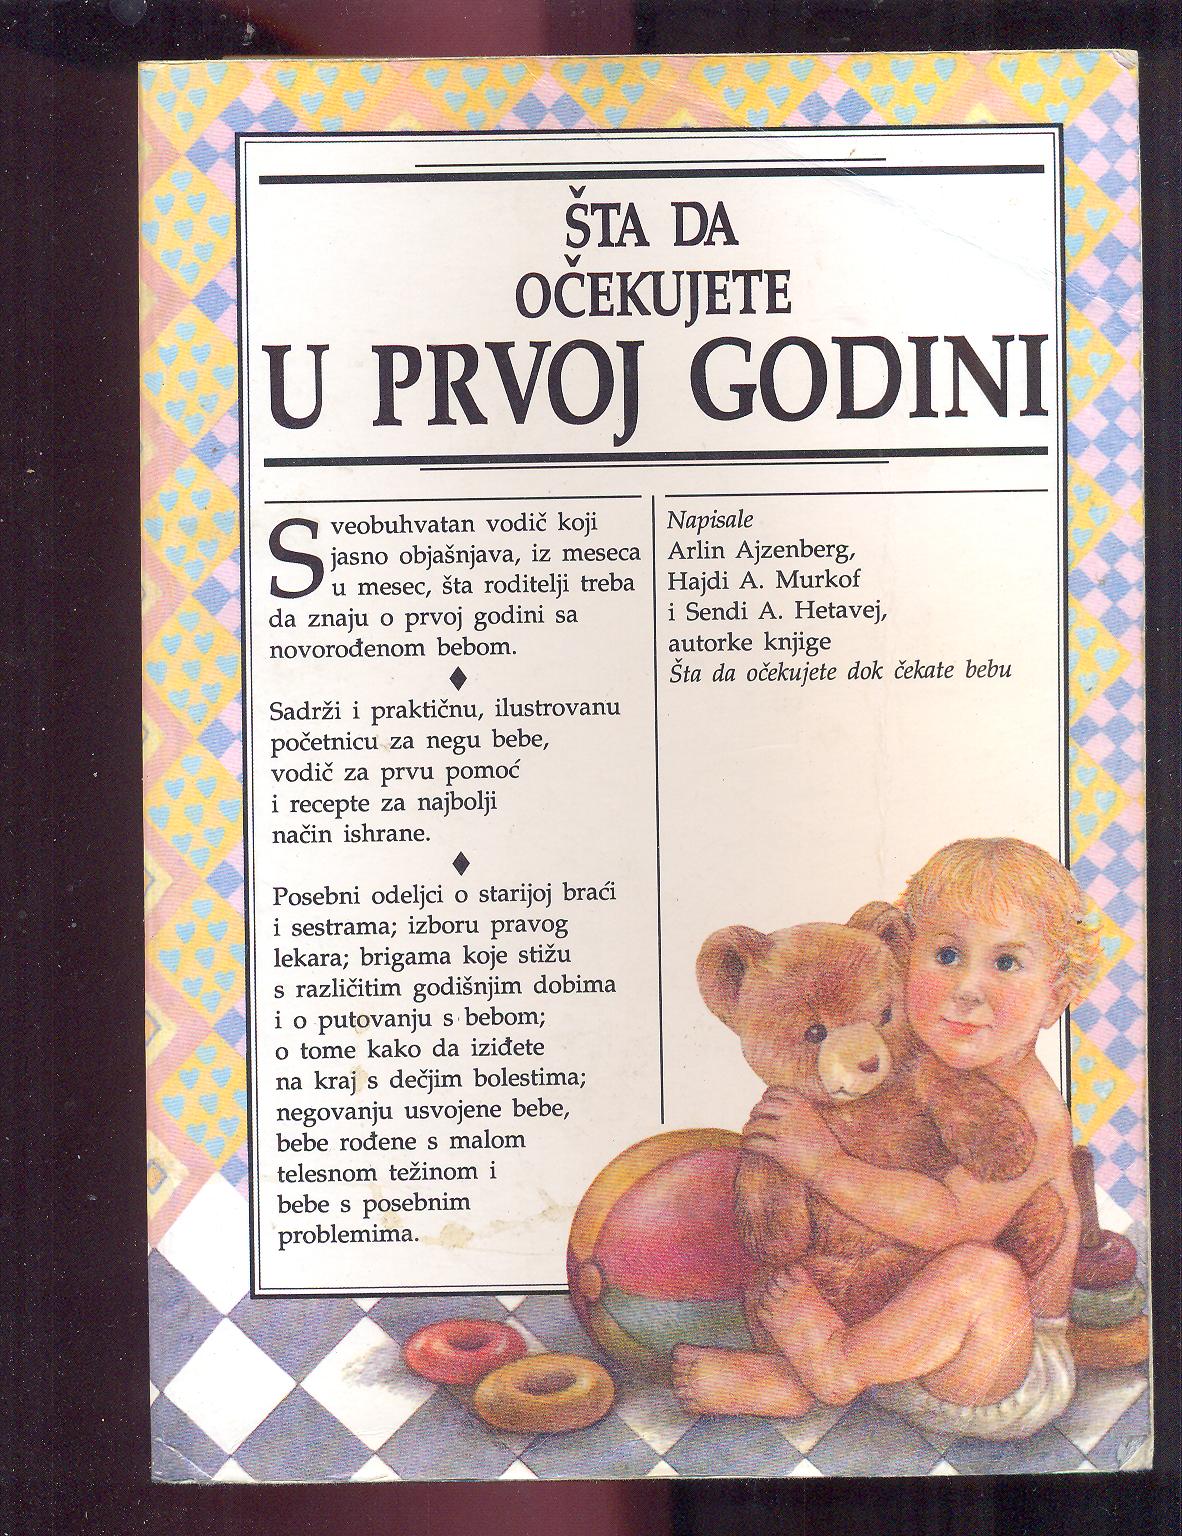 ŠTA DA
OČEKUJETE
U PRVOJ GODINI
Sveobuhvatan vodič koji
jasno objašnjava, iz meseca
u mesec, šta roditelji treba
da znaju o prvoj godini sa
novorođenom bebom.
Sadrži i praktičnu, ilustrovanu
početnicu za negu bebe,
vodič za prvu pomoć
i recepte za najbolji
način ishrane.
Posebni odeljci o starijoj braći
i sestrama; izboru pravog
lekara; brigama koje stižu
s različitim godišnjim dobima
i o putovanju s bebom;
o tome kako da iziđete
na kraj s dečjim bolestima;
negovanju usvojene bebe,
bebe rođene s malom
telesnom težinom i
bebe s posebnim
problemima.
Napisale
Arlin Ajzenberg,
Hajdi A. Murkof
i Sendi A. Hetavej,
autorke knjige
Šta da očekujete dok čekate bebu